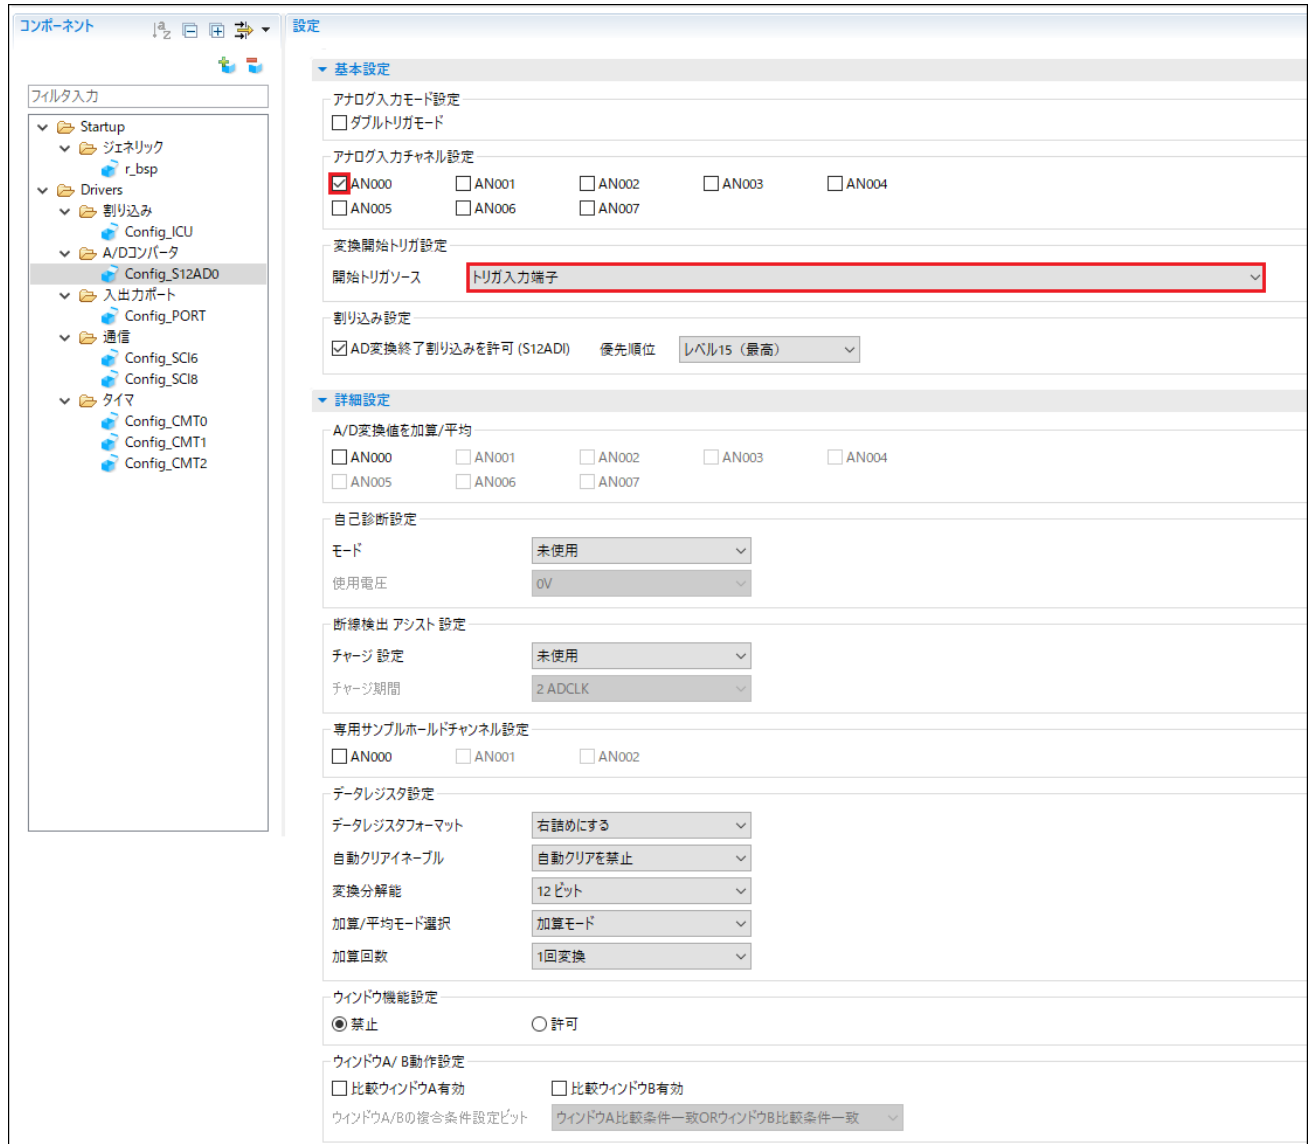 コンポーネント
設定
フィルタ入力
Startup
ジェネリック
r_bsp
Drivers
割り込み
Config_ICU
A/Dコンバータ
Config_S12AD0
入出力ポート
Config_PORT
通信
Config_SCI6
Config_SCI8
タイマ
Config_CMT0
Config_CMT1
Config_CMT2
基本設定
アナログ入力モード設定
ダブルトリガモード
アナログ入力チャネル設定
AN000 AN001 AN002 AN003 AN004
AN005 AN006 AN007
変換開始トリガ設定
開始トリガソース トリガ入力端子
割り込み設定
AD変換終了割り込みを許可 (S12ADI) 優先順位 レベル15（最高）
詳細設定
A/D変換値を加算/平均
AN000 AN001 AN002 AN003 AN004
AN005 AN006 AN007
自己診断設定
モード 未使用
使用電圧 0V
断線検出 アシスト 設定
チャージ 設定 未使用
チャージ期間 2 ADCLK
専用サンプルホールドチャンネル設定
AN000 AN001 AN002
データレジスタ設定
データレジスタフォーマット 右詰めにする
自動クリアイネーブル 自動クリアを禁止
変換分解能 12 ビット
加算/平均モード選択 加算モード
加算回数 1回変換
ウィンドウ機能設定
禁止 許可
ウィンドウA/ B動作設定
比較ウィンドウA有効 比較ウィンドウB有効
ウィンドウA/Bの複合条件設定ビット ウィンドウA比較条件一致ORウィンドウB比較条件一致